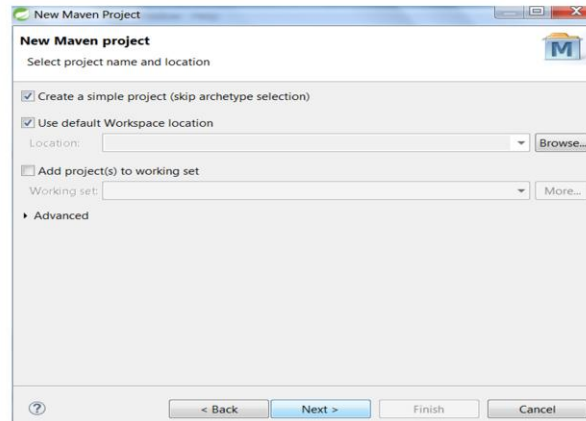 New Maven Project
New Maven project
Select project name and location
M
Create a simple project (skip archetype selection)
Use default Workspace location
Location:
Browse...
Add project(s) to working set
Working set:
More...
Advanced
?
< Back
Next >
Finish
Cancel